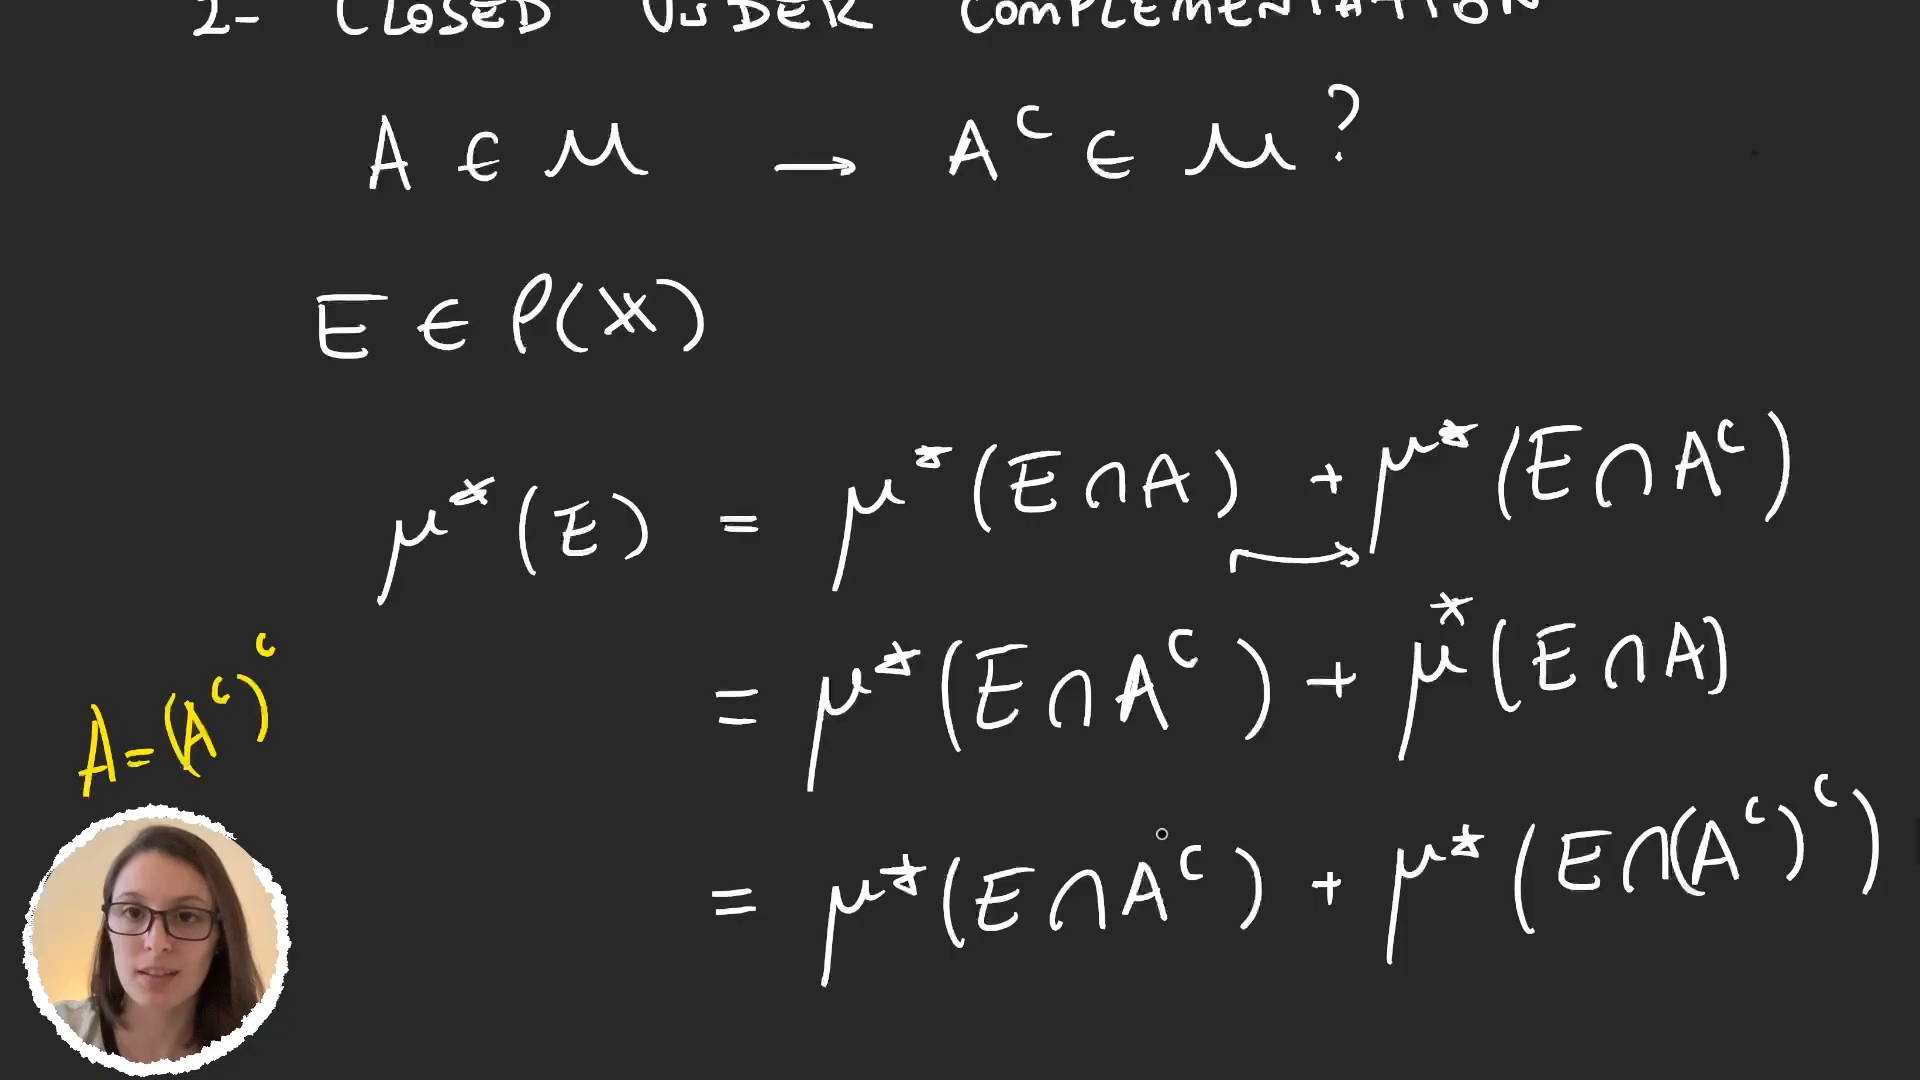 2- CLOSED UNDER COMPLEMENTATION
A ∈ M → A^c ∈ M ?
E ∈ P(X)
μ*(E) = μ*(E ∩ A) + μ*(E ∩ A^c)
= μ*(E ∩ A^c) + μ*(E ∩ A)
A = (A^c)^c
= μ*(E ∩ A^c) + μ*(E ∩ (A^c)^c)